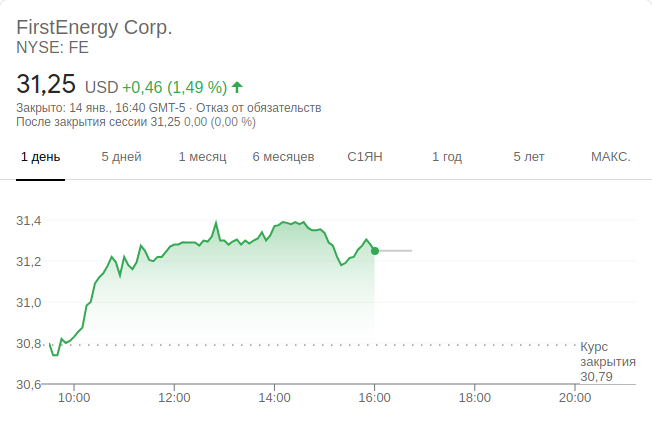 FirstEnergy Corp.
NYSE: FE
31,25 USD +0,46 (1,49 %)
Закрыто: 14 янв., 16:40 GMT-5 · Отказ от обязательств
После закрытия сессии 31,25 0,00 (0,00 %)
1 день 5 дней 1 месяц 6 месяцев С1ЯН 1 год 5 лет МАКС.
31,4
31,2
31,0
30,8
30,6
Курс
закрытия
30,79
10:00 12:00 14:00 16:00 18:00 20:00